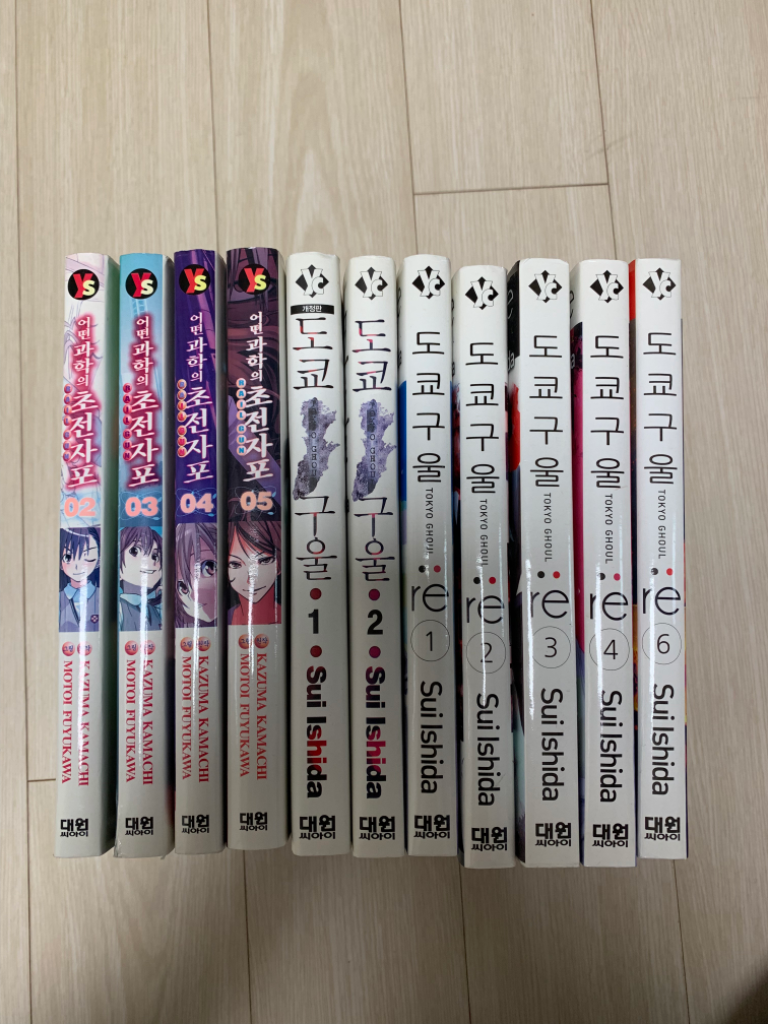 YS
어떤 과학의
초전자포
RAILGUN
02
KAZUMA KAMACHI
MOTOI FUYUKAWA
대원씨아이
YS
어떤 과학의
초전자포
RAILGUN
03
KAZUMA KAMACHI
MOTOI FUYUKAWA
대원씨아이
YS
어떤 과학의
초전자포
RAILGUN
04
KAZUMA KAMACHI
MOTOI FUYUKAWA
대원씨아이
YS
어떤 과학의
초전자포
RAILGUN
05
KAZUMA KAMACHI
MOTOI FUYUKAWA
대원씨아이
개정판
도쿄 구울
1
Sui Ishida
대원씨아이
도쿄 구울
2
Sui Ishida
대원씨아이
도쿄 구울
TOKYO GHOUL
:re
1
Sui Ishida
대원씨아이
도쿄 구울
TOKYO GHOUL
:re
2
Sui Ishida
대원씨아이
도쿄 구울
TOKYO GHOUL
:re
3
Sui Ishida
대원씨아이
도쿄 구울
TOKYO GHOUL
:re
4
Sui Ishida
대원씨아이
도쿄 구울
TOKYO GHOUL
:re
6
Sui Ishida
대원씨아이